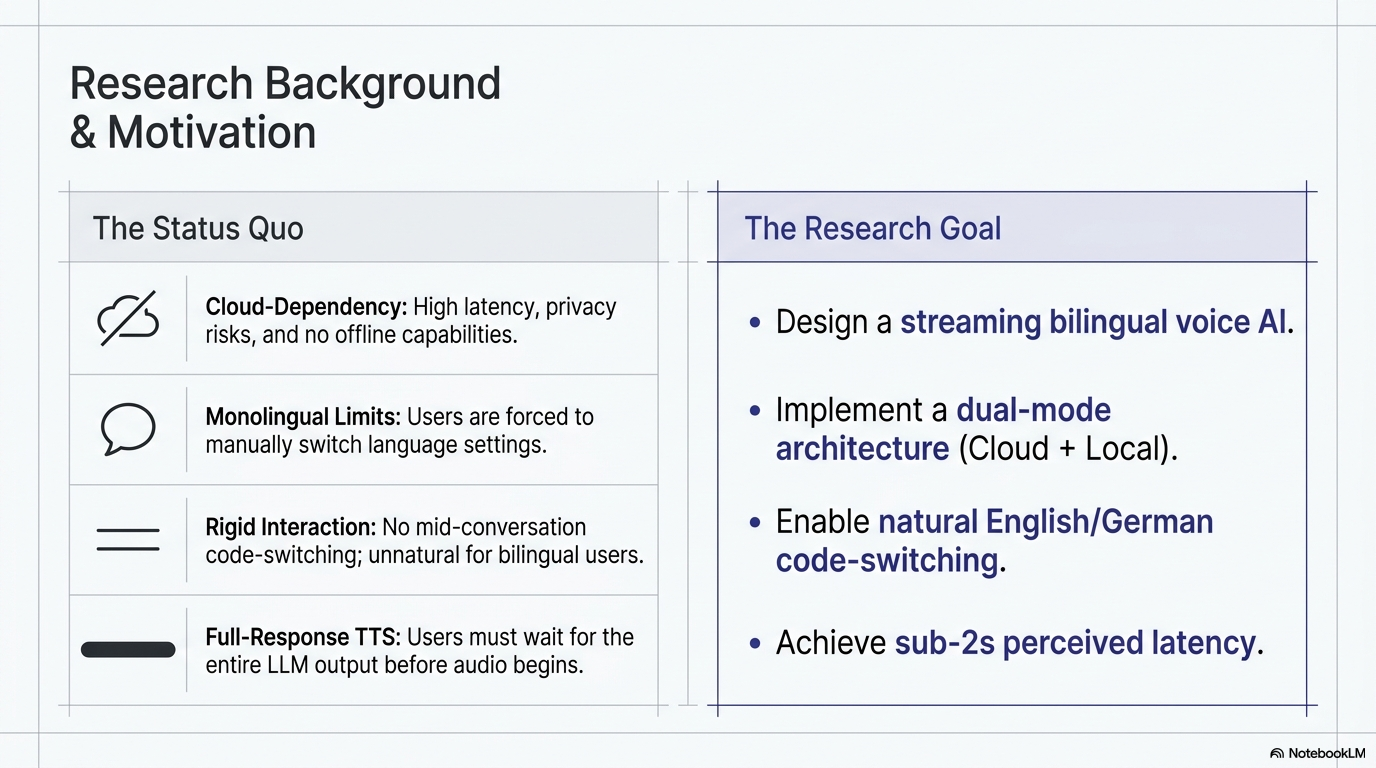 Research Background
& Motivation
The Status Quo
Cloud-Dependency: High latency, privacy
risks, and no offline capabilities.
Monolingual Limits: Users are forced to
manually switch language settings.
Rigid Interaction: No mid-conversation
code-switching; unnatural for bilingual users.
Full-Response TTS: Users must wait for the
entire LLM output before audio begins.
The Research Goal
• Design a streaming bilingual voice AI.
• Implement a dual-mode
architecture (Cloud + Local).
• Enable natural English/German
code-switching.
• Achieve sub-2s perceived latency.
NotebookLM